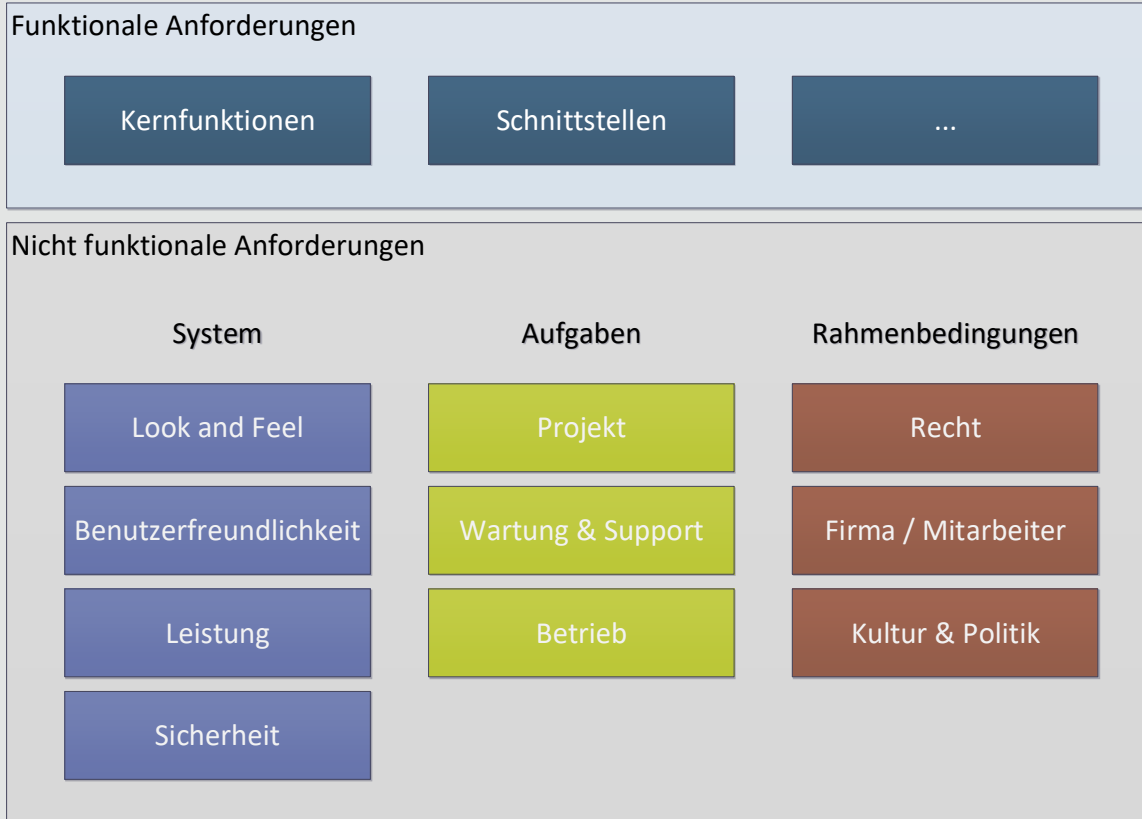 Funktionale Anforderungen
Kernfunktionen
Schnittstellen
...
Nicht funktionale Anforderungen
System
Aufgaben
Rahmenbedingungen
Look and Feel
Projekt
Recht
Benutzerfreundlichkeit
Wartung & Support
Firma / Mitarbeiter
Leistung
Betrieb
Kultur & Politik
Sicherheit